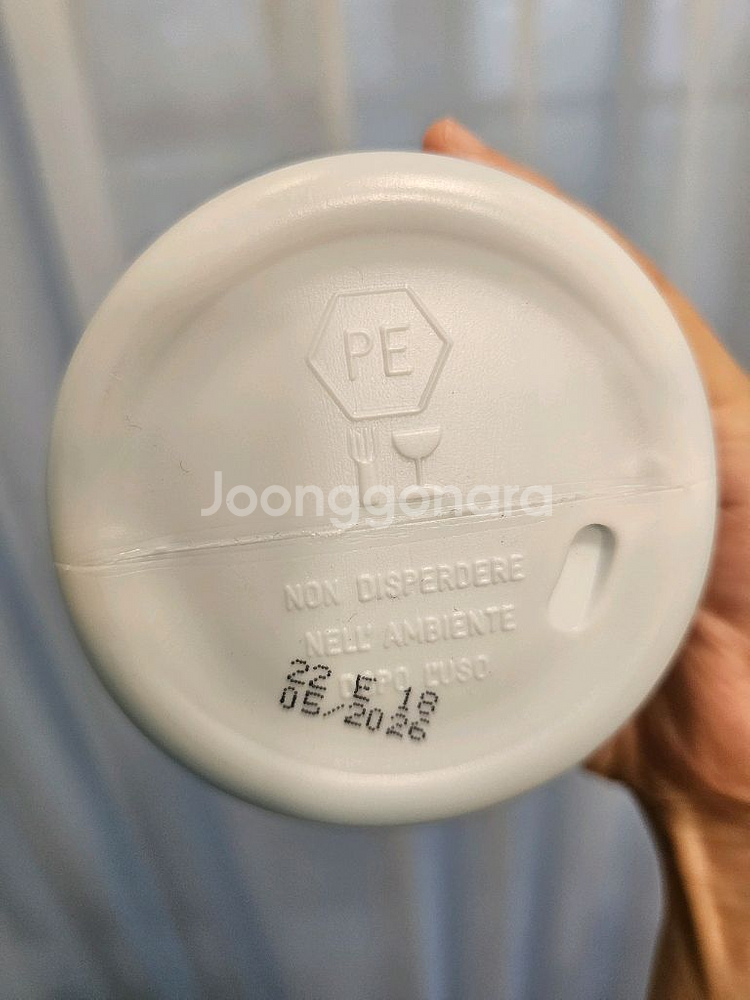 PE
Joonggonara
NON DISPERDERE
NELL' AMBIENTE
DOPO L'USO
22 E 18
05/2026